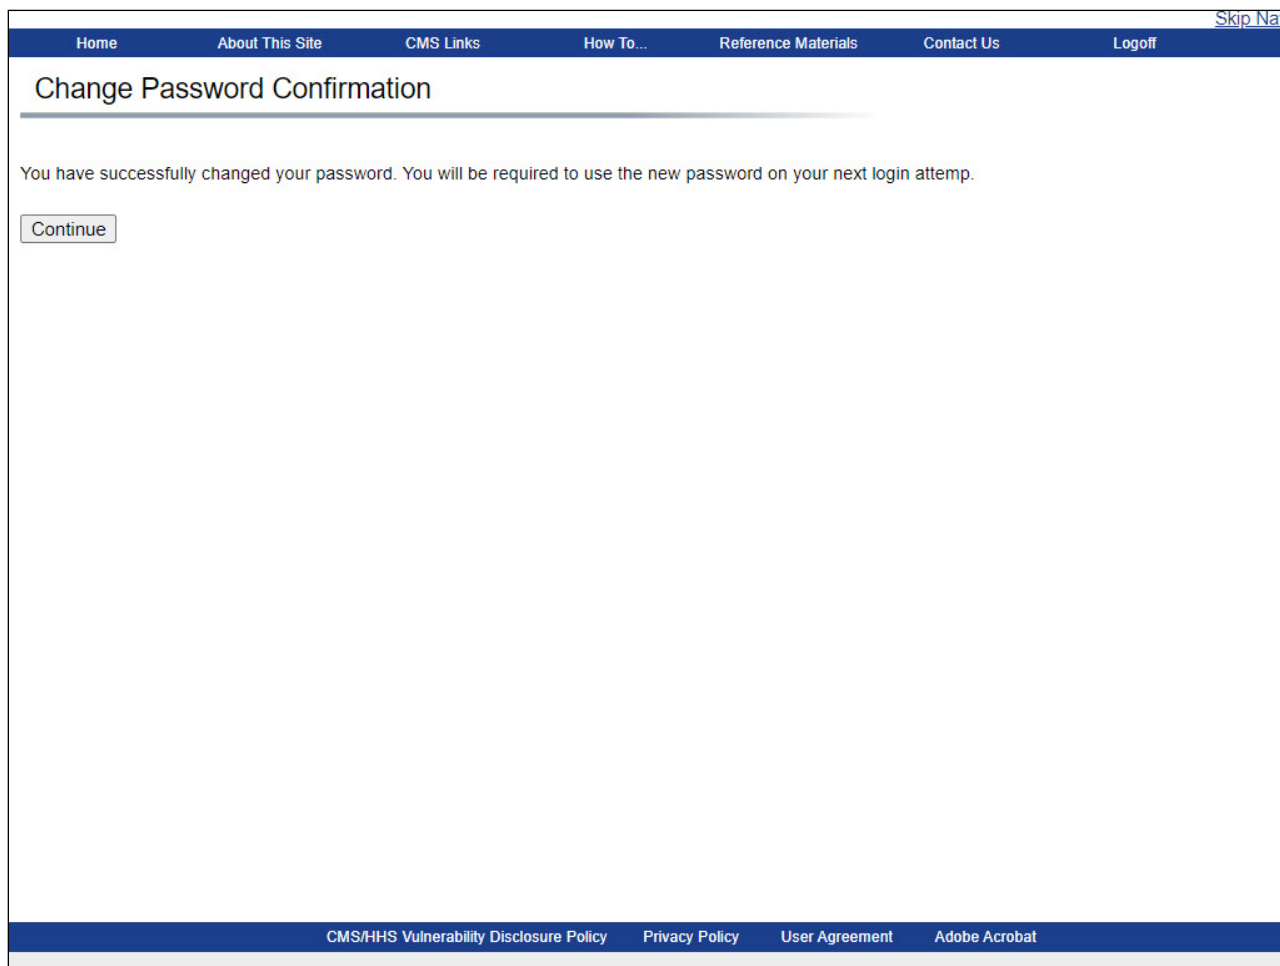 Skip Na
Home About This Site CMS Links How To... Reference Materials Contact Us Logoff
Change Password Confirmation
You have successfully changed your password. You will be required to use the new password on your next login attemp.
Continue
CMS/HHS Vulnerability Disclosure Policy Privacy Policy User Agreement Adobe Acrobat